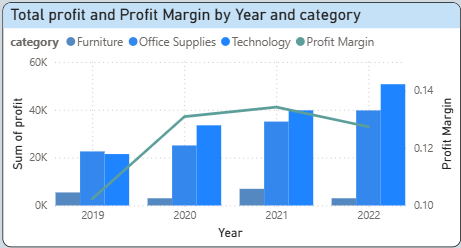 Total profit and Profit Margin by Year and category
category Furniture Office Supplies Technology Profit Margin
60K
40K
20K
0K
Sum of profit
0.14
0.12
0.10
Profit Margin
2019 2020 2021 2022
Year